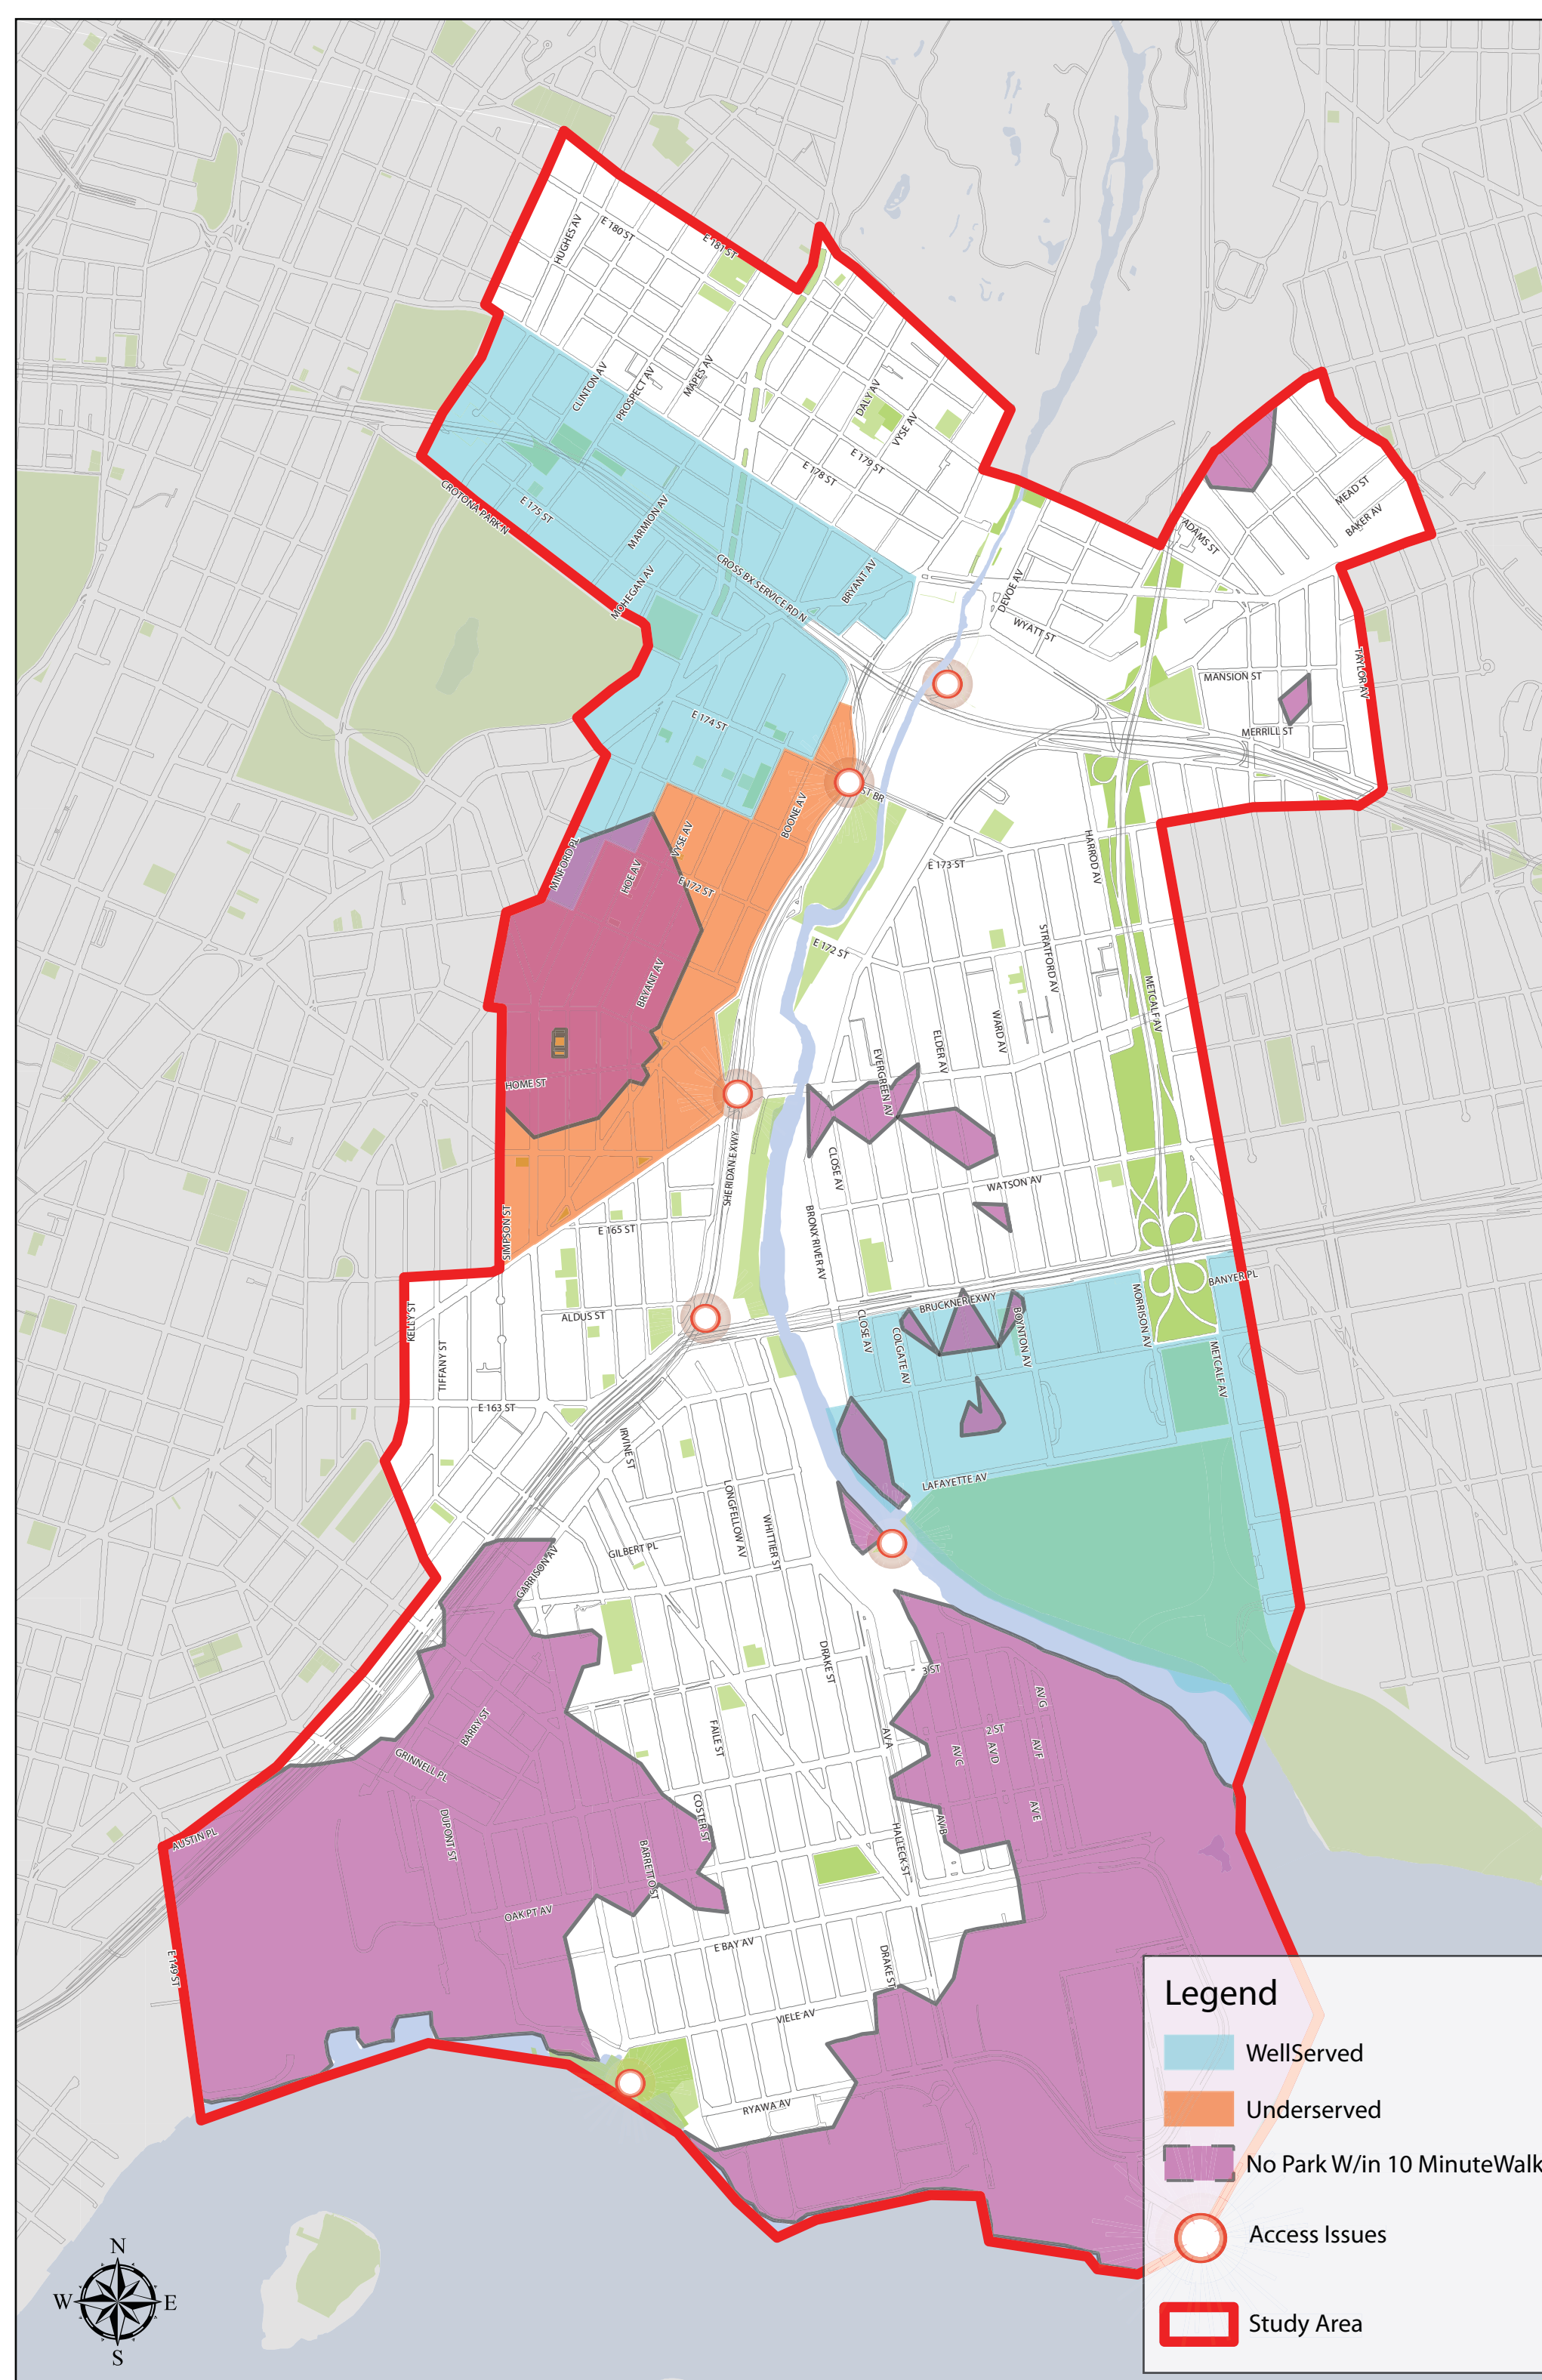 HUGHES AV
E 180 ST
E 181 ST
CLINTON AV
PROSPECT AV
MAPES AV
DALY AV
VYSE AV
E 179 ST
E 178 ST
CROTONA PARK N
E 175 ST
MARMION AV
MOHEGAN AV
CROSS BX SERVICE RD N
BRYANT AV
DEVOE AV
WYATT ST
ADAMS ST
MEAD ST
BAKER AV
TAYLOR AV
MANSION ST
MERRILL ST
E 174 ST
ST BR
BOONE AV
VYSE AV
MINFORD PL
HOE AV
E 172 ST
E 173 ST
HARROD AV
E 172 ST
STRATFORD AV
BRYANT AV
METCALF AV
WARD AV
ELDER AV
EVERGREEN AV
HOME ST
SHERIDAN EXWY
CLOSE AV
WATSON AV
SIMPSON ST
E 165 ST
BRONX RIVER AV
BANYER PL
KELLY ST
ALDUS ST
BRUCKNER EXWY
MORRISON AV
TIFFANY ST
CLOSE AV
COLGATE AV
BOYNTON AV
METCALF AV
E 163 ST
IRVINE ST
LAFAYETTE AV
LONGFELLOW AV
WHITTIER ST
GILBERT PL
GARRISON AV
DRAKE ST
3 ST
AV G
BARRY ST
FAILE ST
AV A
2 ST
AV C
AV D
AV F
GRINNELL PL
AV E
AUSTIN PL
DUPONT ST
COSTER ST
AV B
BARRETTO ST
HALLECK ST
OAK PT AV
E BAY AV
DRAKE ST
E 149 ST
VIELE AV
RYAWA AV
Legend
WellServed
Underserved
No Park W/in 10 MinuteWalk
Access Issues
Study Area
N
W
E
S